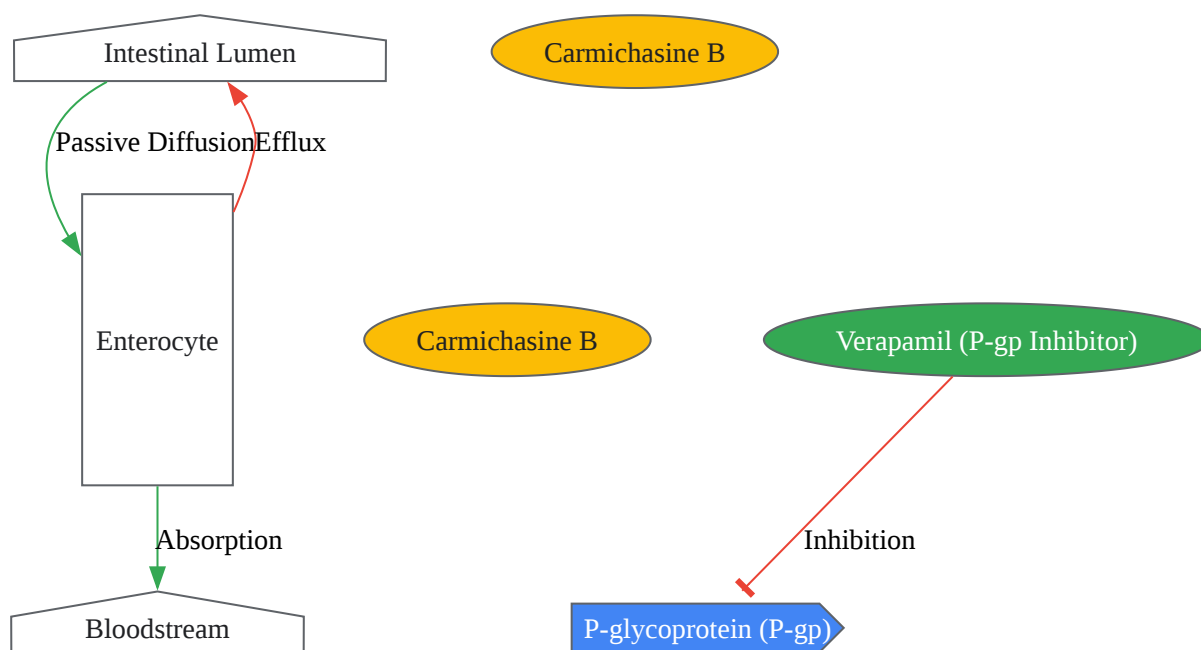 Intestinal Lumen
Carmichasine B
Passive Diffusion
Efflux
Enterocyte
Carmichasine B
Verapamil (P-gp Inhibitor)
Absorption
Inhibition
Bloodstream
P-glycoprotein (P-gp)